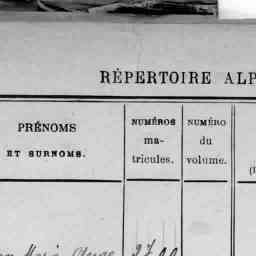 RÉPERTOIRE ALP
PRÉNOMS
ET SURNOMS.
NUMÉROS
ma-
tricules.
NUMÉRO
du
volume.